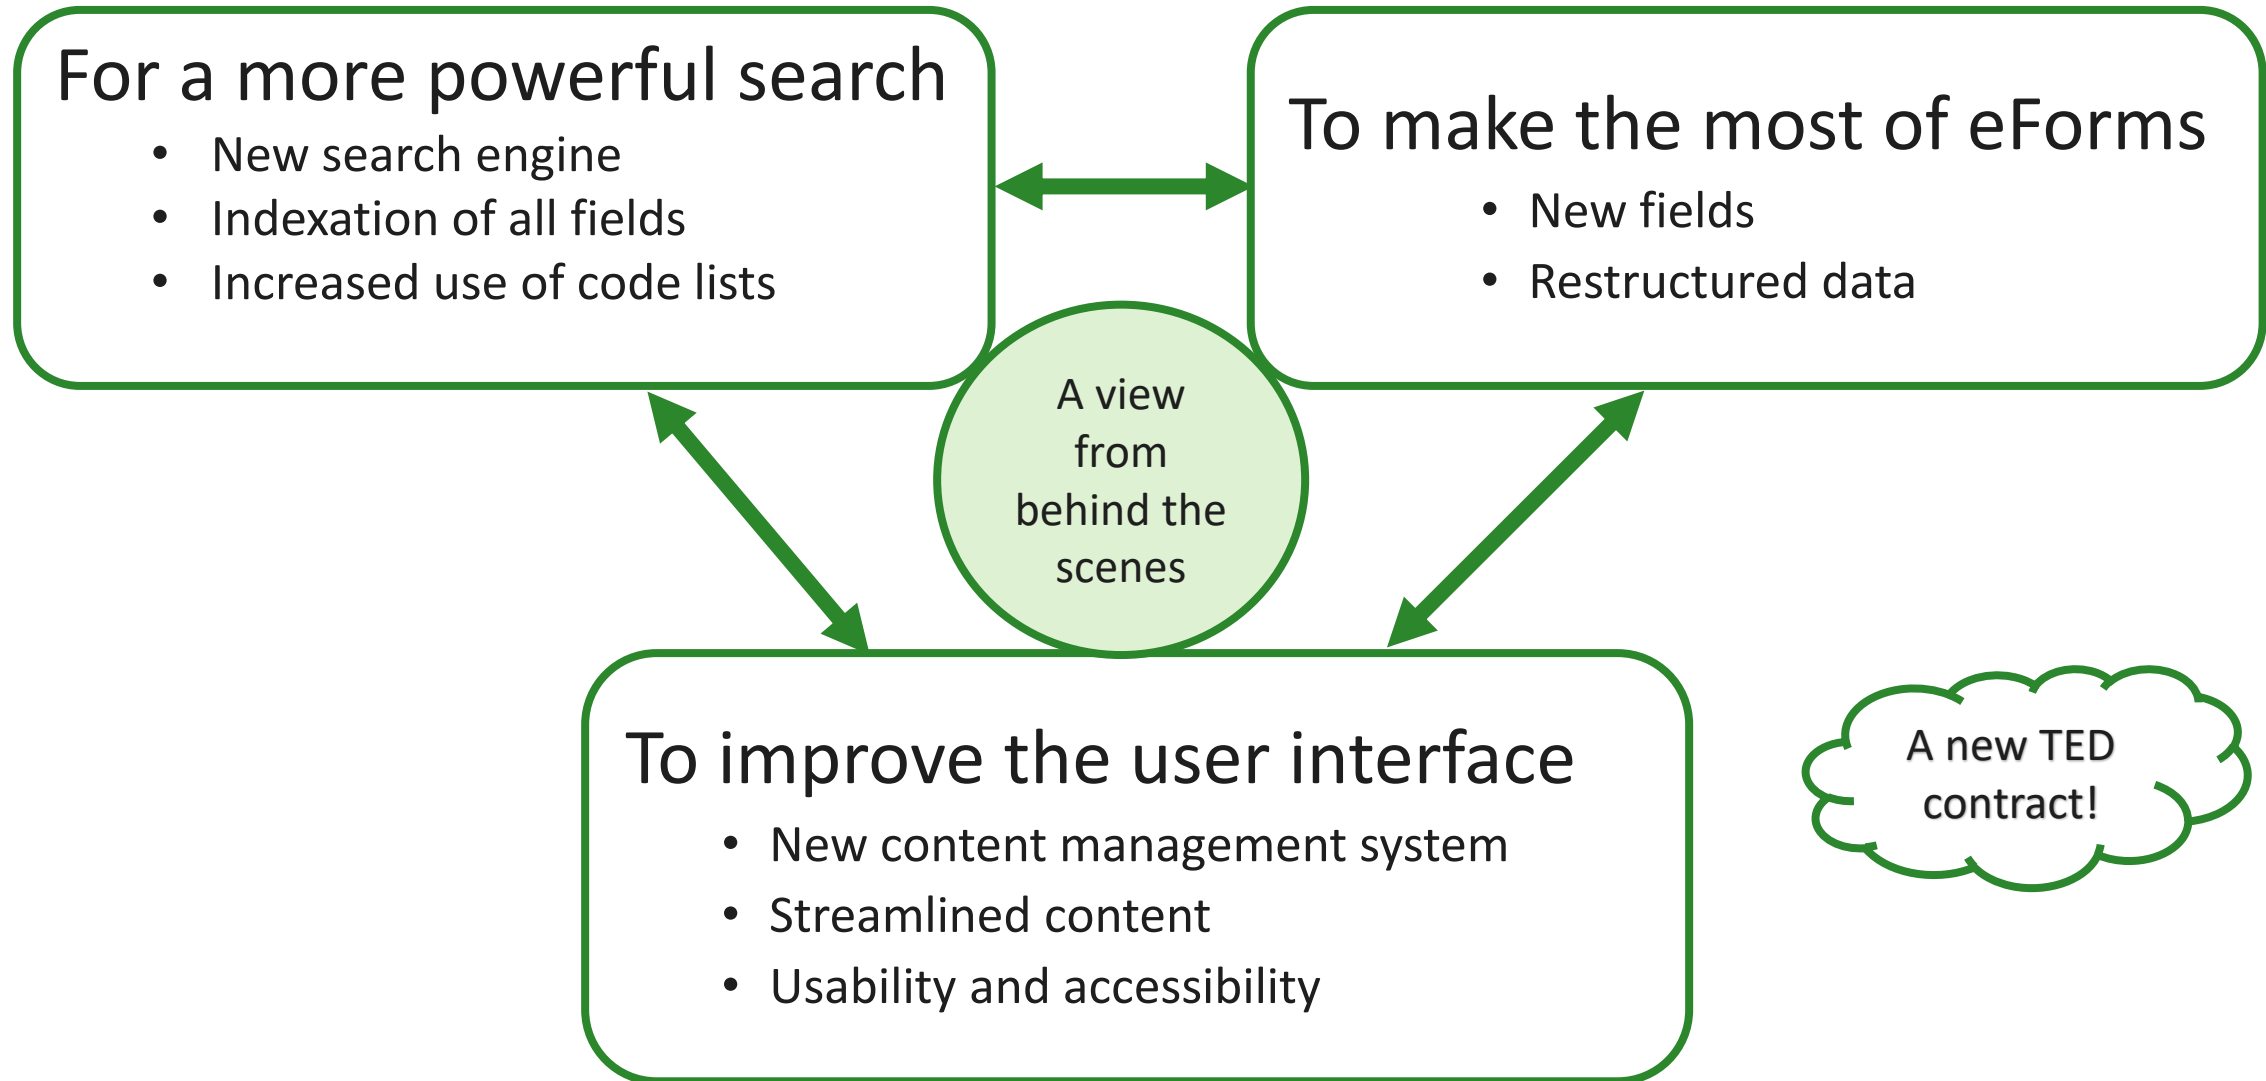 For a more powerful search
• New search engine
• Indexation of all fields
• Increased use of code lists
To make the most of eForms
• New fields
• Restructured data
A view
from
behind the
scenes
To improve the user interface
• New content management system
• Streamlined content
• Usability and accessibility
A new TED
contract!